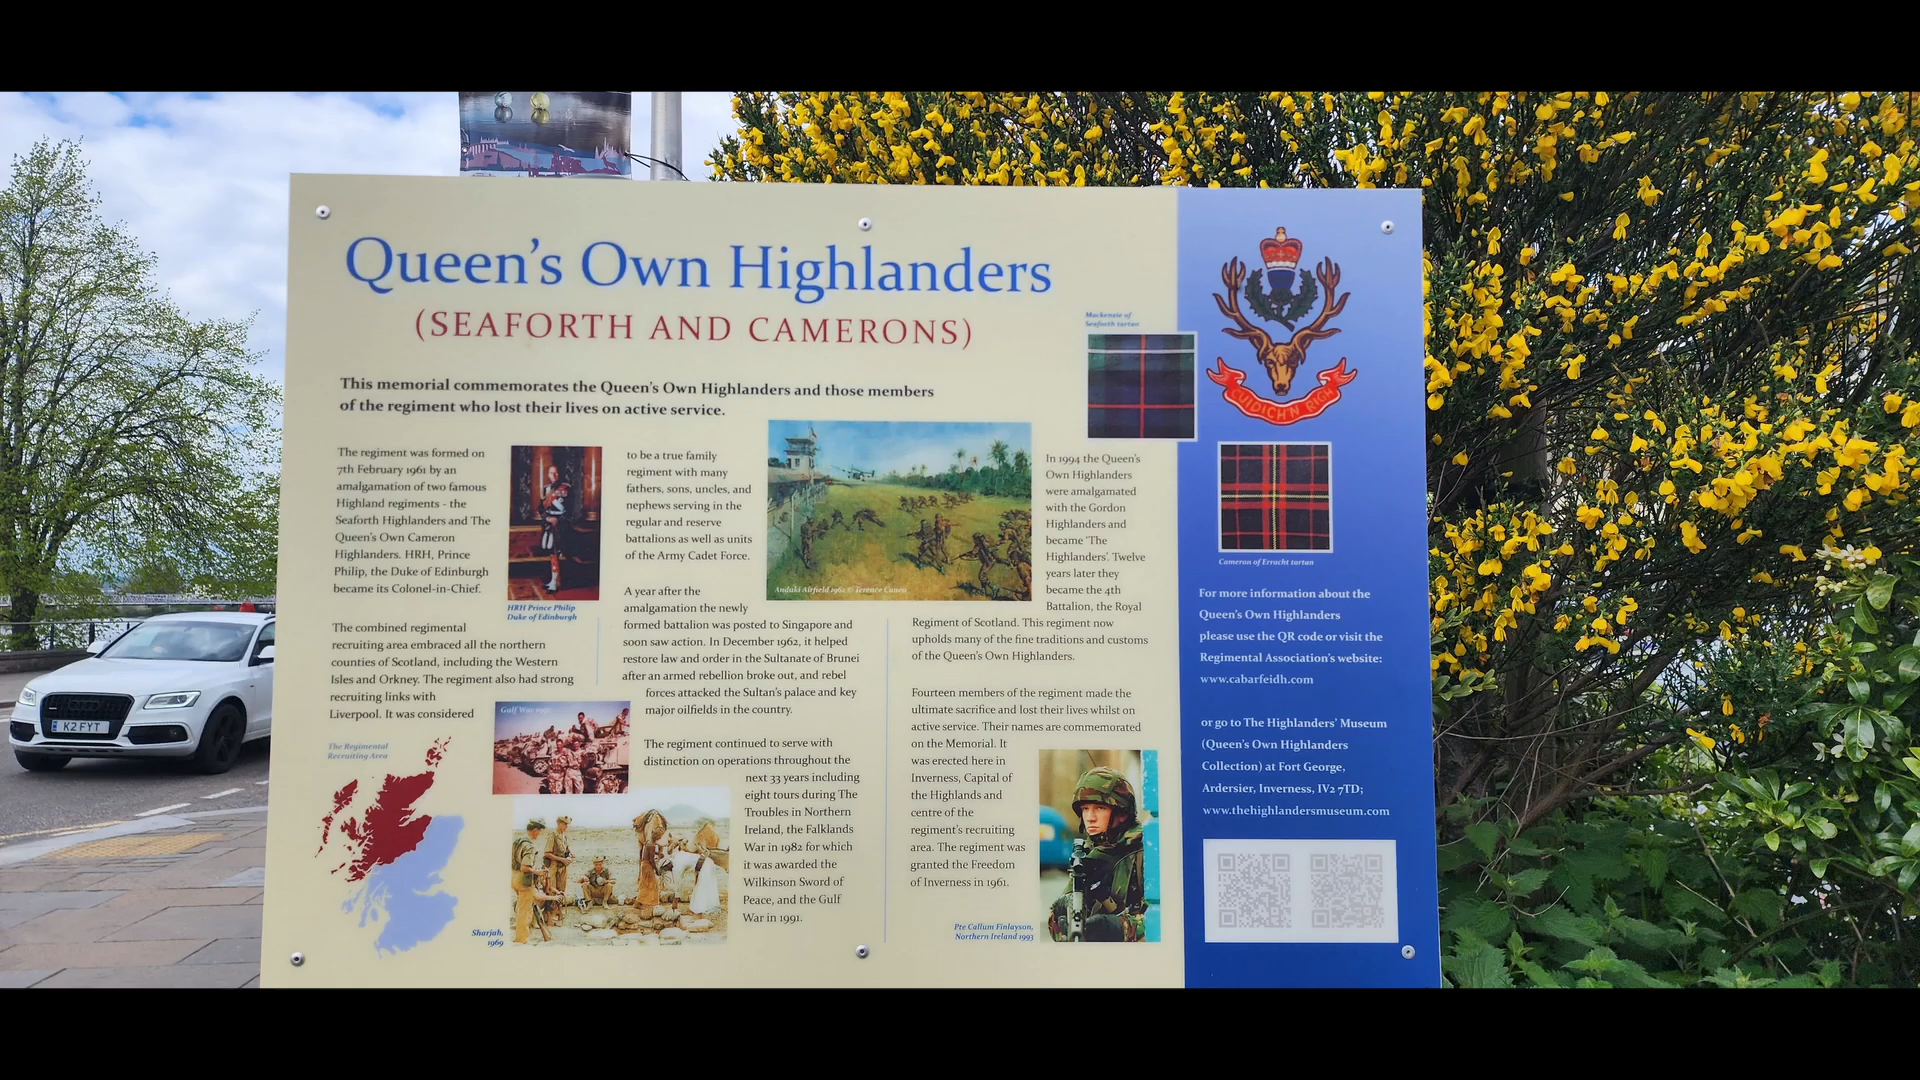 Queen's Own Highlanders
(SEAFORTH AND CAMERONS)
This memorial commemorates the Queen's Own Highlanders and those members
of the regiment who lost their lives on active service.
The regiment was formed on
7th February 1961 by an
amalgamation of two famous
Highland regiments - the
Seaforth Highlanders and The
Queen's Own Cameron
Highlanders. HRH, Prince
Philip, the Duke of Edinburgh
became its Colonel-in-Chief.
HRH Prince Philip
Duke of Edinburgh
The combined regimental
recruiting area embraced all the northern
counties of Scotland, including the Western
Isles and Orkney. The regiment also had strong
recruiting links with
Liverpool. It was considered
The Regimental
Recruiting Area
to be a true family
regiment with many
fathers, sons, uncles, and
nephews serving in the
regular and reserve
battalions as well as units
of the Army Cadet Force.
Anduki Airfield 1962 © Terence Cuneo
A year after the
amalgamation the newly
formed battalion was posted to Singapore and
soon saw action. In December 1962, it helped
restore law and order in the Sultanate of Brunei
after an armed rebellion broke out, and rebel
forces attacked the Sultan's palace and key
major oilfields in the country.
Gulf War 1991
The regiment continued to serve with
distinction on operations throughout the
next 33 years including
eight tours during The
Troubles in Northern
Ireland, the Falklands
War in 1982 for which
it was awarded the
Wilkinson Sword of
Peace, and the Gulf
War in 1991.
Sharjah,
1969
In 1994 the Queen's
Own Highlanders
were amalgamated
with the Gordon
Highlanders and
became 'The
Highlanders'. Twelve
years later they
became the 4th
Battalion, the Royal
Regiment of Scotland. This regiment now
upholds many of the fine traditions and customs
of the Queen's Own Highlanders.
Fourteen members of the regiment made the
ultimate sacrifice and lost their lives whilst on
active service. Their names are commemorated
on the Memorial. It
was erected here in
Inverness, Capital of
the Highlands and
centre of the
regiment's recruiting
area. The regiment was
granted the Freedom
of Inverness in 1961.
Pte Callum Finlayson,
Northern Ireland 1993
Mackenzie of
Seaforth tartan
CUIDICH'N RIGH
Cameron of Erracht tartan
For more information about the
Queen's Own Highlanders
please use the QR code or visit the
Regimental Association's website:
www.cabarfeidh.com
or go to The Highlanders' Museum
(Queen's Own Highlanders
Collection) at Fort George,
Ardersier, Inverness, IV2 7TD;
www.thehighlandersmuseum.com
K2 FYT